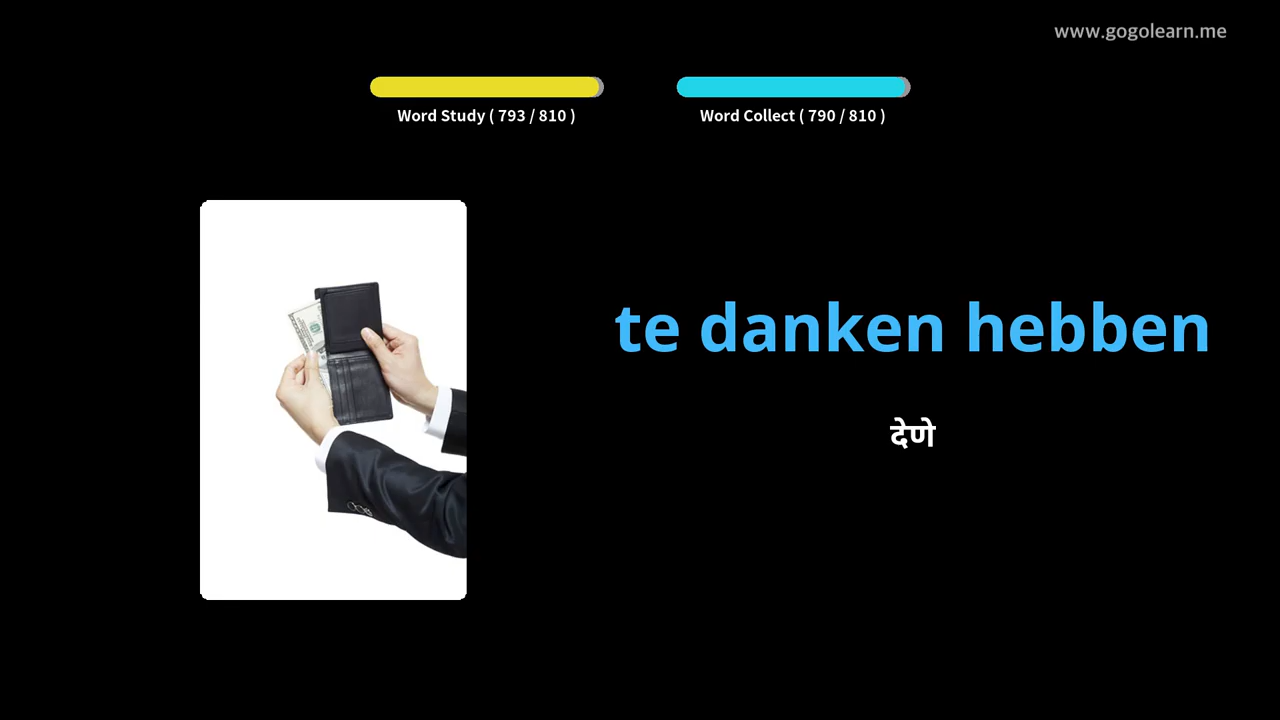 www.gogolearn.me
Word Study ( 793 / 810 )
Word Collect ( 790 / 810 )
te danken hebben
देणे